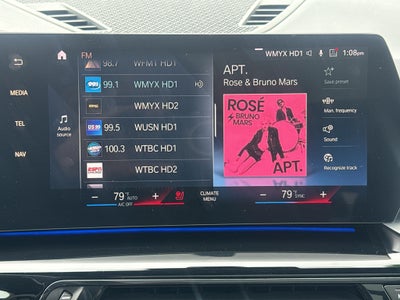 FM
WMYX HD1
1:08pm
98.7 WFMT HD1
99.1 WMYX HD1
WMYX HD2
99.5 WUSN HD1
100.3 WTBC HD1
ESPN WTBC HD2
MEDIA
TEL
NAV
Audio
source
APT.
Rose & Bruno Mars
ROSÉ
& BRUNO
MARS
APT.
Save preset
Man. frequency
Sound
Recognize track
79 °F AUTO
A/C OFF
CLIMATE
MENU
79 °F SYNC